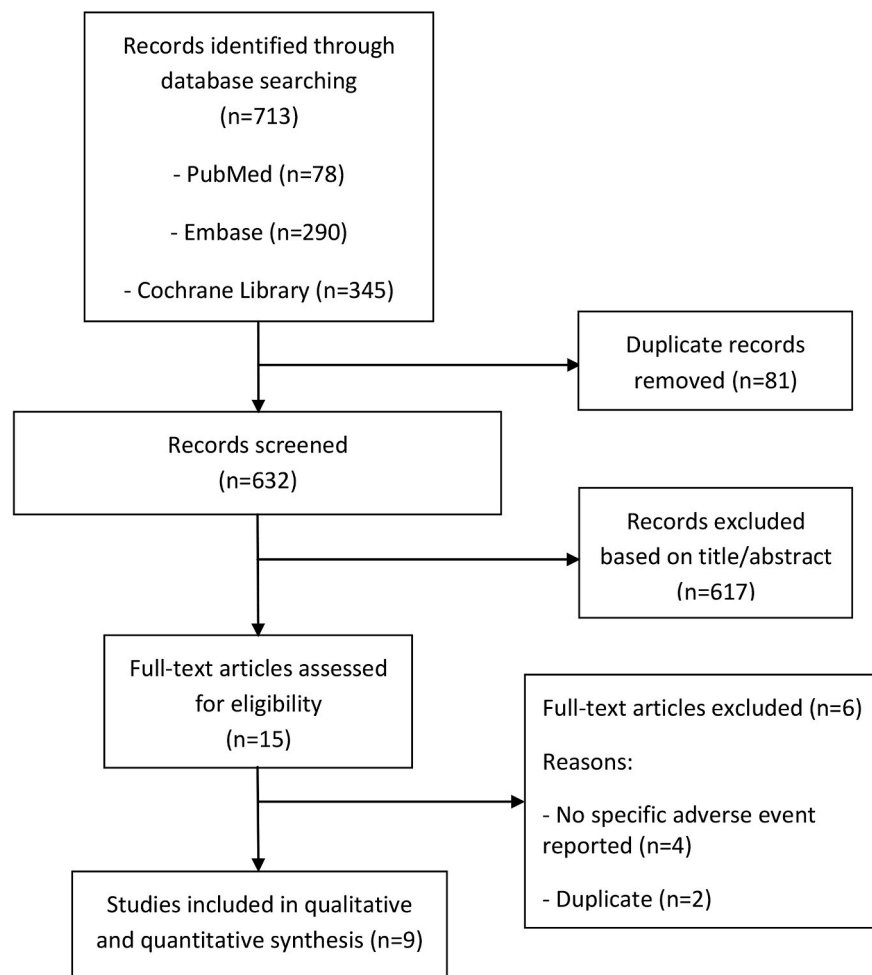 Records identified through
database searching
(n=713)
- PubMed (n=78)
- Embase (n=290)
- Cochrane Library (n=345)
Duplicate records
removed (n=81)
Records screened
(n=632)
Records excluded
based on title/abstract
(n=617)
Full-text articles assessed
for eligibility
(n=15)
Full-text articles excluded (n=6)
Reasons:
- No specific adverse event
reported (n=4)
- Duplicate (n=2)
Studies included in qualitative
and quantitative synthesis (n=9)